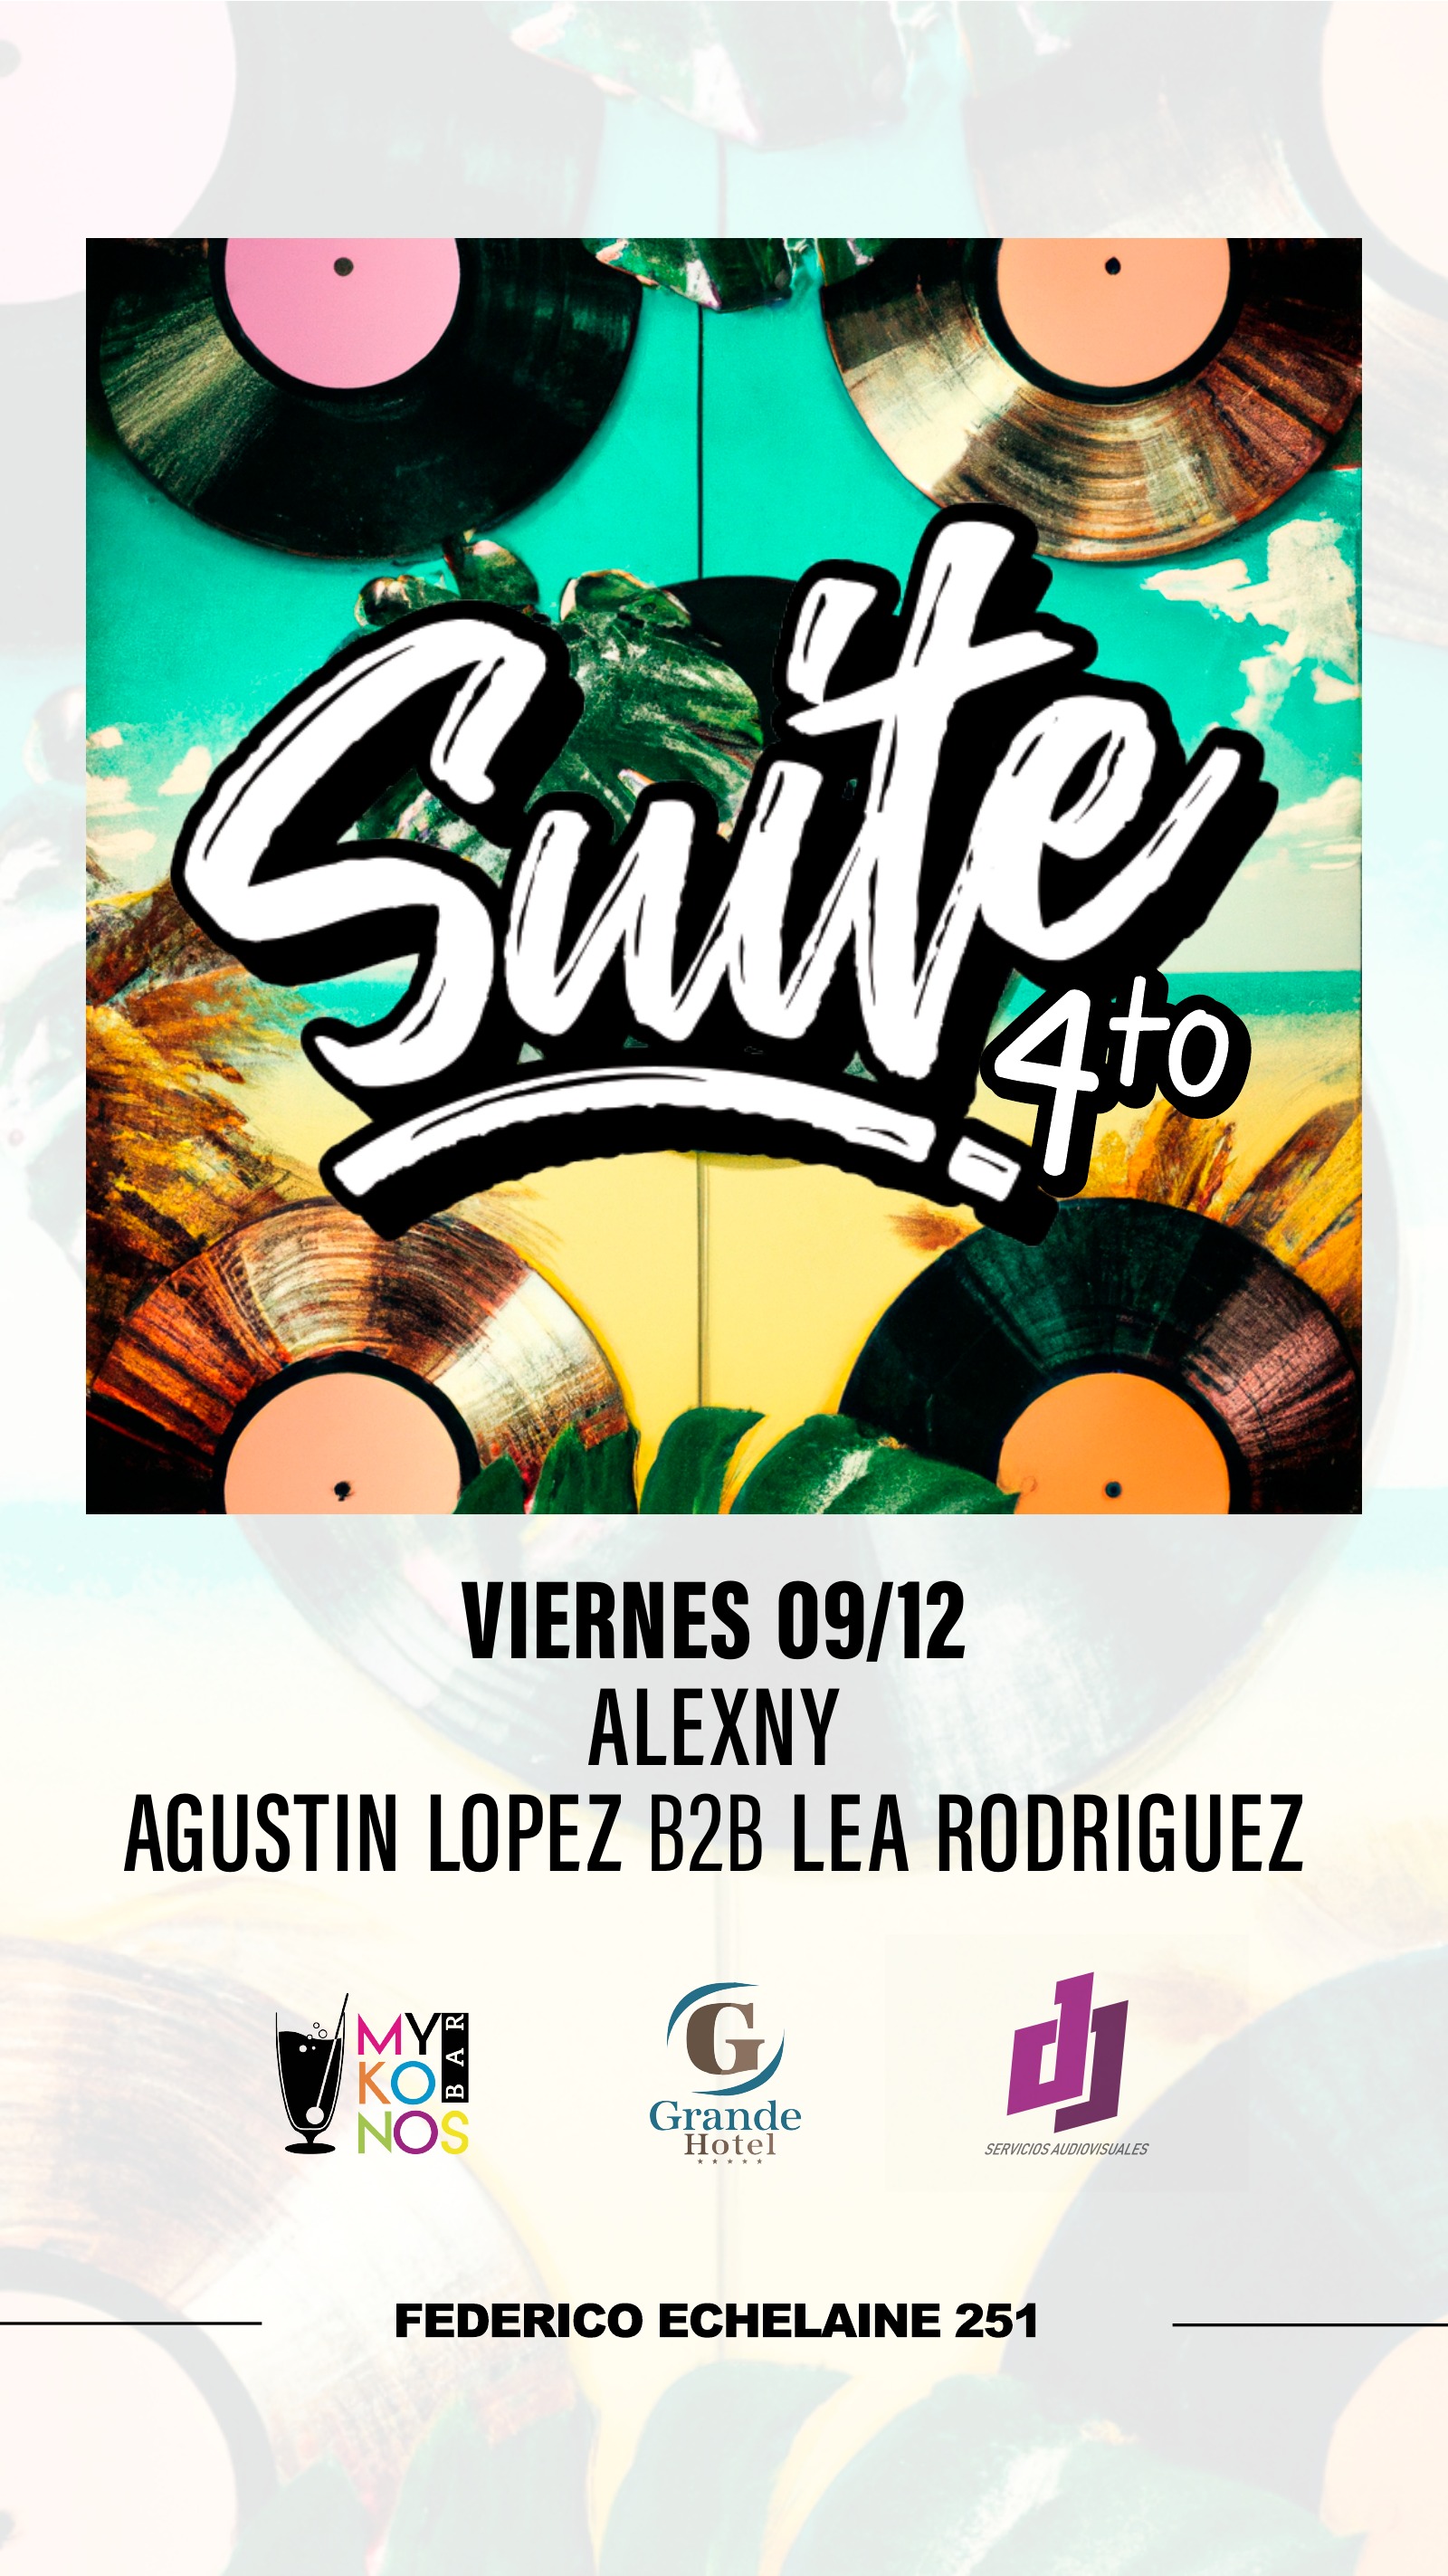 Suite
4to
VIERNES 09/12
ALEXNY
AGUSTIN LOPEZ B2B LEA RODRIGUEZ
MY
KO
NOS
BAR
G
Grande
Hotel
dj
SERVICIOS AUDIOVISUALES
FEDERICO ECHELAINE 251